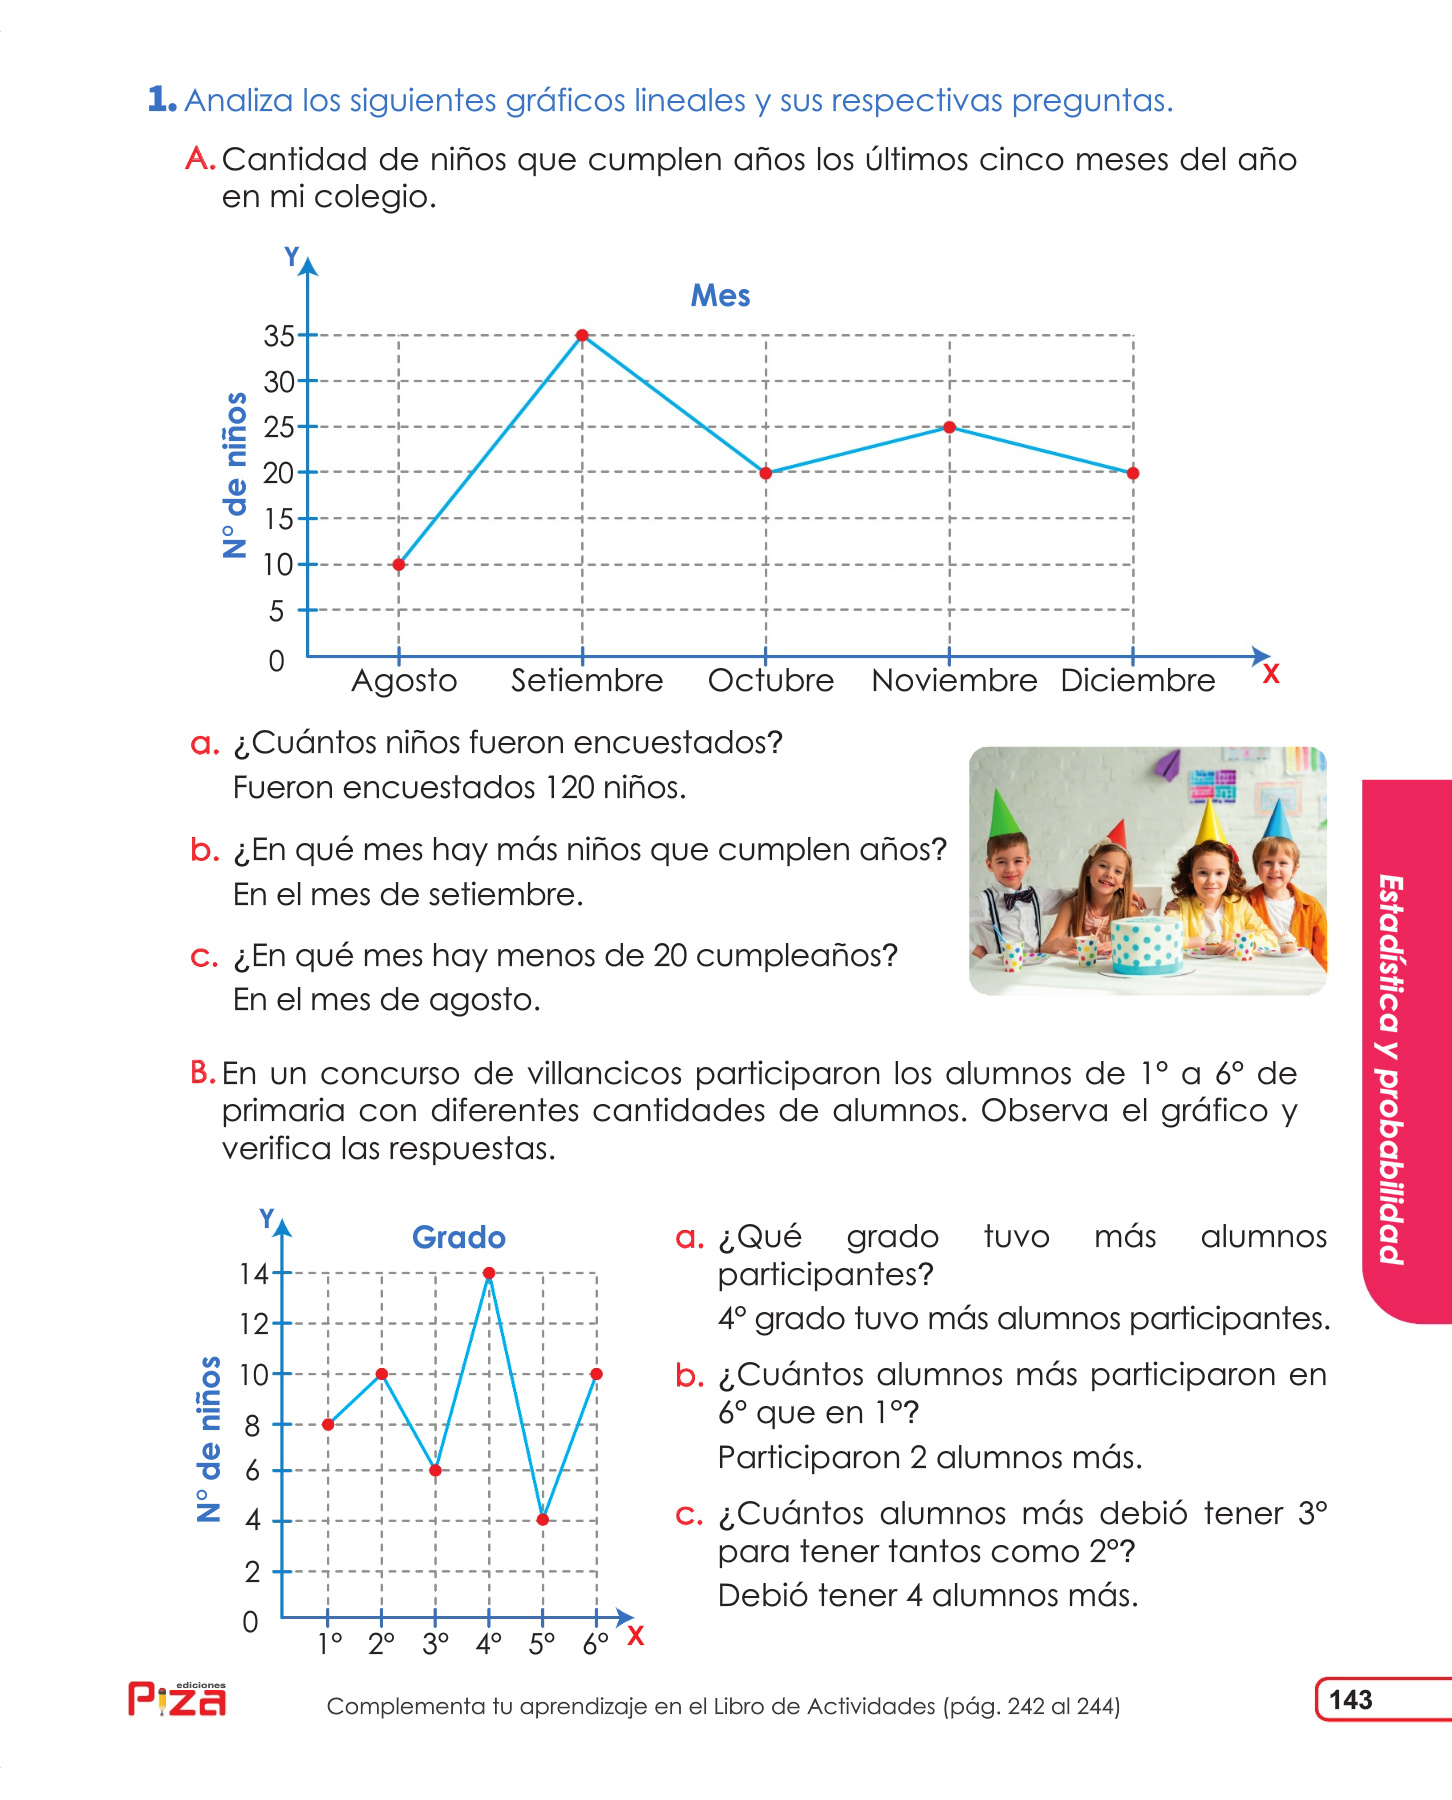 1. Analiza los siguientes gráficos lineales y sus respectivas preguntas.
A. Cantidad de niños que cumplen años los últimos cinco meses del año
en mi colegio.
Y
Mes
N° de niños
35
30
25
20
15
10
5
0
Agosto Setiembre Octubre Noviembre Diciembre X
a. ¿Cuántos niños fueron encuestados?
Fueron encuestados 120 niños.
b. ¿En qué mes hay más niños que cumplen años?
En el mes de setiembre.
c. ¿En qué mes hay menos de 20 cumpleaños?
En el mes de agosto.
B. En un concurso de villancicos participaron los alumnos de 1° a 6° de
primaria con diferentes cantidades de alumnos. Observa el gráfico y
verifica las respuestas.
Y
Grado
N° de niños
14
12
10
8
6
4
2
0
1° 2° 3° 4° 5° 6° X
a. ¿Qué grado tuvo más alumnos
participantes?
4° grado tuvo más alumnos participantes.
b. ¿Cuántos alumnos más participaron en
6° que en 1°?
Participaron 2 alumnos más.
c. ¿Cuántos alumnos más debió tener 3°
para tener tantos como 2°?
Debió tener 4 alumnos más.
Estadística y probabilidad
ediciones
Piza
Complementa tu aprendizaje en el Libro de Actividades (pág. 242 al 244)
143